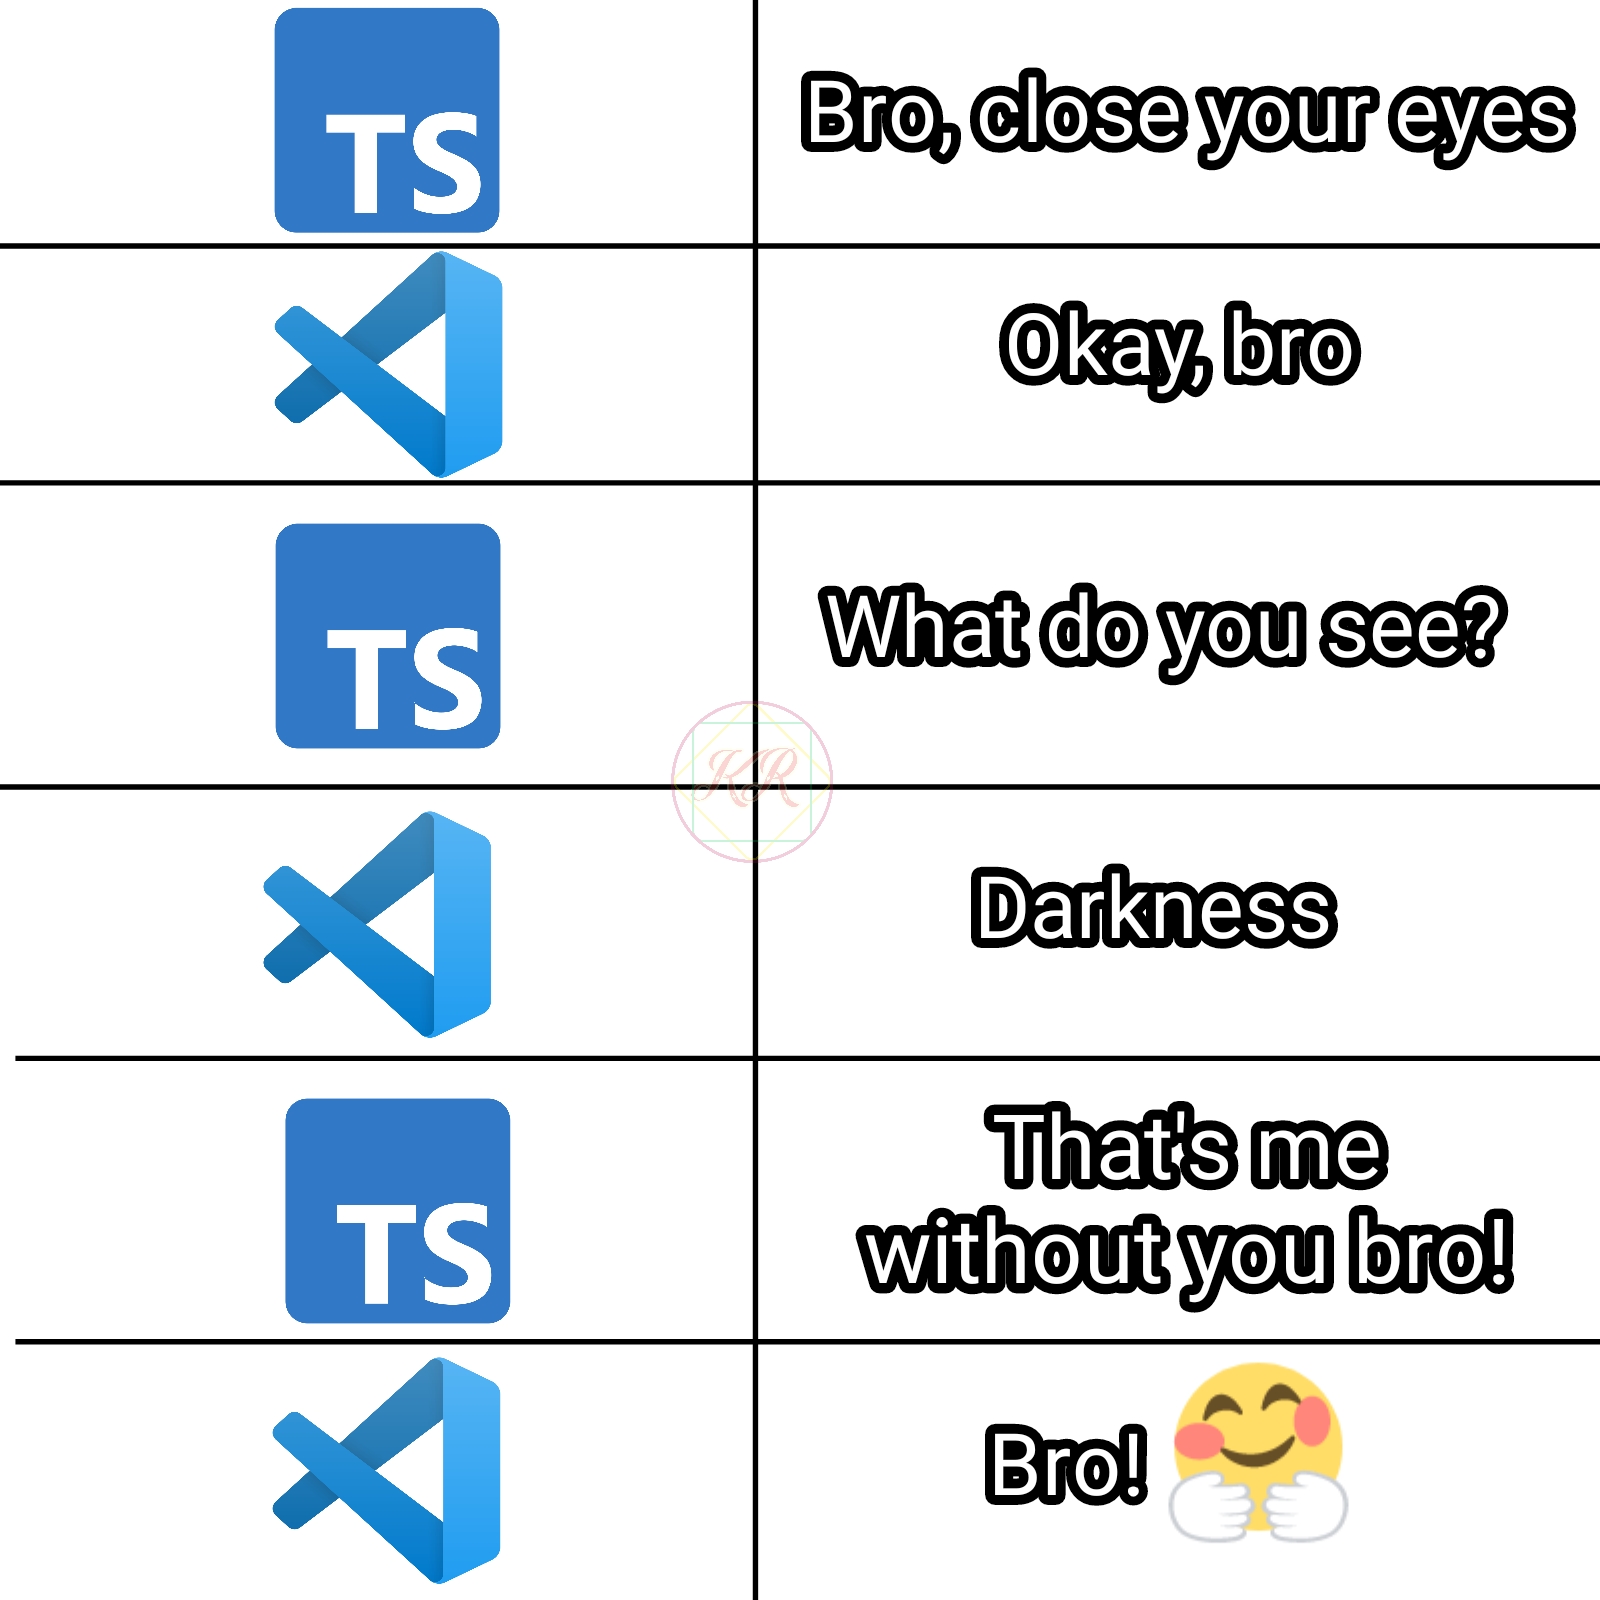 TS
Bro, close your eyes
Okay, bro
TS
What do you see?
KR
Darkness
TS
That's me
without you bro!
Bro!